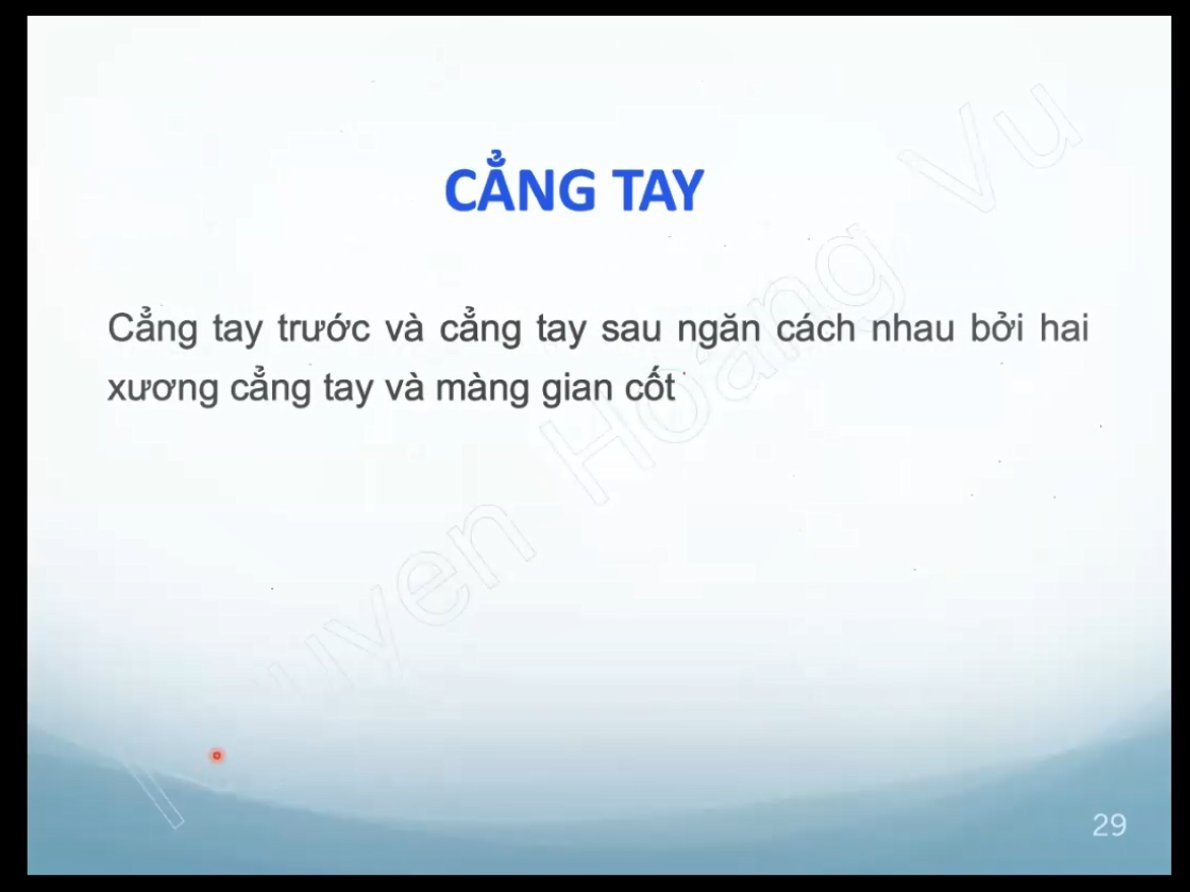 CẲNG TAY
Cẳng tay trước và cẳng tay sau ngăn cách nhau bởi hai
xương cẳng tay và màng gian cốt
uyen Hoang Vu
29